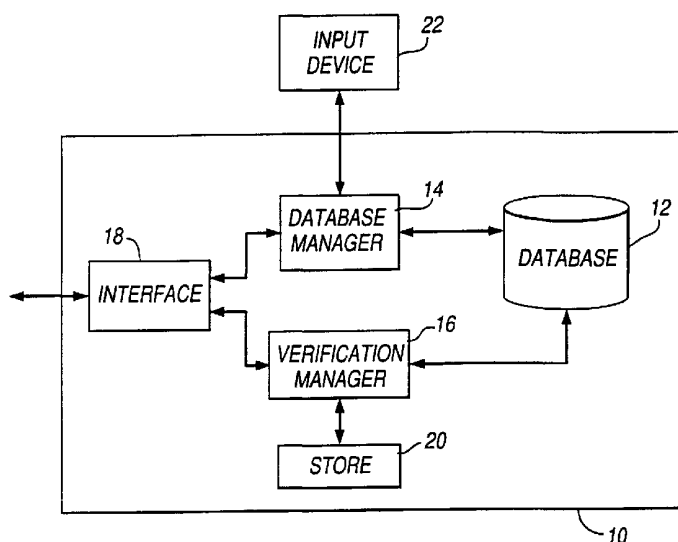 INPUT
DEVICE
22
DATABASE
MANAGER
14
DATABASE
12
18
INTERFACE
VERIFICATION
MANAGER
16
STORE
20
10